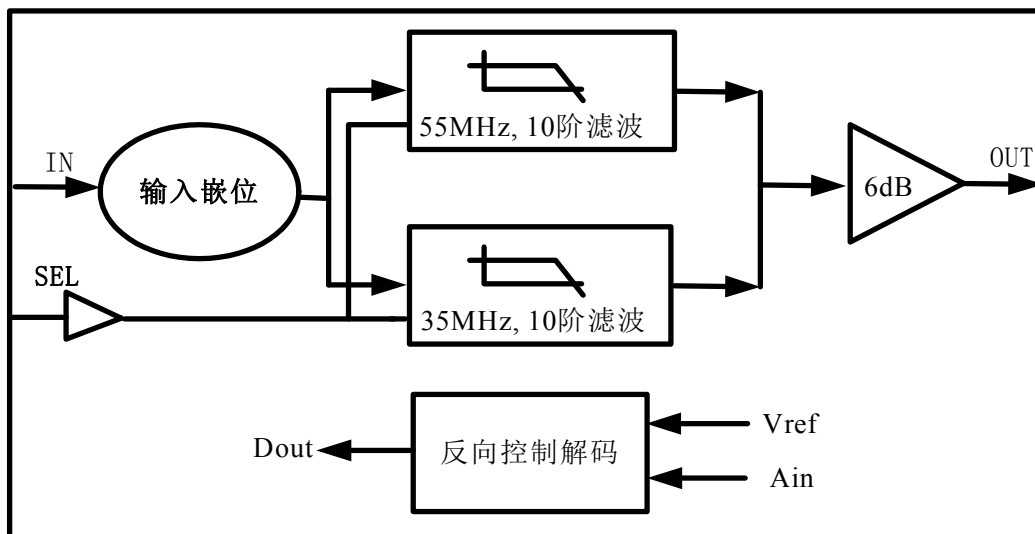 55MHz, 10阶滤波
IN
输入嵌位
6dB
OUT
SEL
35MHz, 10阶滤波
Dout
反向控制解码
Vref
Ain